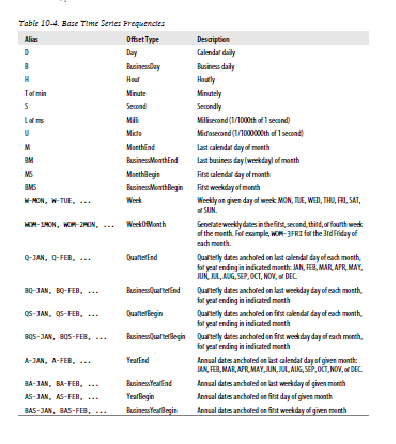 Table 10-4. Base Time Series Frequencies
Alias Offset Type Description
D Day Calendar daily
B BusinessDay Business daily
H Hour Hourly
T or min Minute Minutely
S Second Secondly
L or ms Milli Millisecond (1/1000th of 1 second)
U Micro Microsecond (1/1000000th of 1 second)
M MonthEnd Last calendar day of month
BM BusinessMonthEnd Last business day (weekday) of month
MS MonthBegin First calendar day of month
BMS BusinessMonthBegin First weekday of month
W-MON, W-TUE, ... Week Weekly on given day of week: MON, TUE, WED, THU, FRI, SAT,
or SUN.
WOM-1MON, WOM-2MON, ... WeekOfMonth Generate weekly dates in the first, second, third, or fourth week
of the month. For example, WOM-3FRI for the 3rd Friday of
each month.
Q-JAN, Q-FEB, ... QuarterEnd Quarterly dates anchored on last calendar day of each month,
for year ending in indicated month: JAN, FEB, MAR, APR, MAY,
JUN, JUL, AUG, SEP, OCT, NOV, or DEC.
BQ-JAN, BQ-FEB, ... BusinessQuarterEnd Quarterly dates anchored on last weekday day of each month,
for year ending in indicated month
QS-JAN, QS-FEB, ... QuarterBegin Quarterly dates anchored on first calendar day of each month,
for year ending in indicated month
BQS-JAN, BQS-FEB, ... BusinessQuarterBegin Quarterly dates anchored on first weekday day of each month,
for year ending in indicated month
A-JAN, A-FEB, ... YearEnd Annual dates anchored on last calendar day of given month:
JAN, FEB, MAR, APR, MAY, JUN, JUL, AUG, SEP, OCT, NOV, or DEC.
BA-JAN, BA-FEB, ... BusinessYearEnd Annual dates anchored on last weekday of given month
AS-JAN, AS-FEB, ... YearBegin Annual dates anchored on first day of given month
BAS-JAN, BAS-FEB, ... BusinessYearBegin Annual dates anchored on first weekday of given month